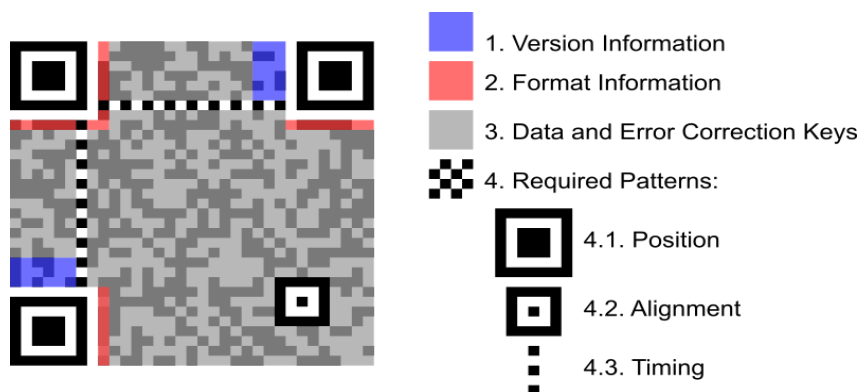 1. Version Information
2. Format Information
3. Data and Error Correction Keys
4. Required Patterns:
4.1. Position
4.2. Alignment
4.3. Timing